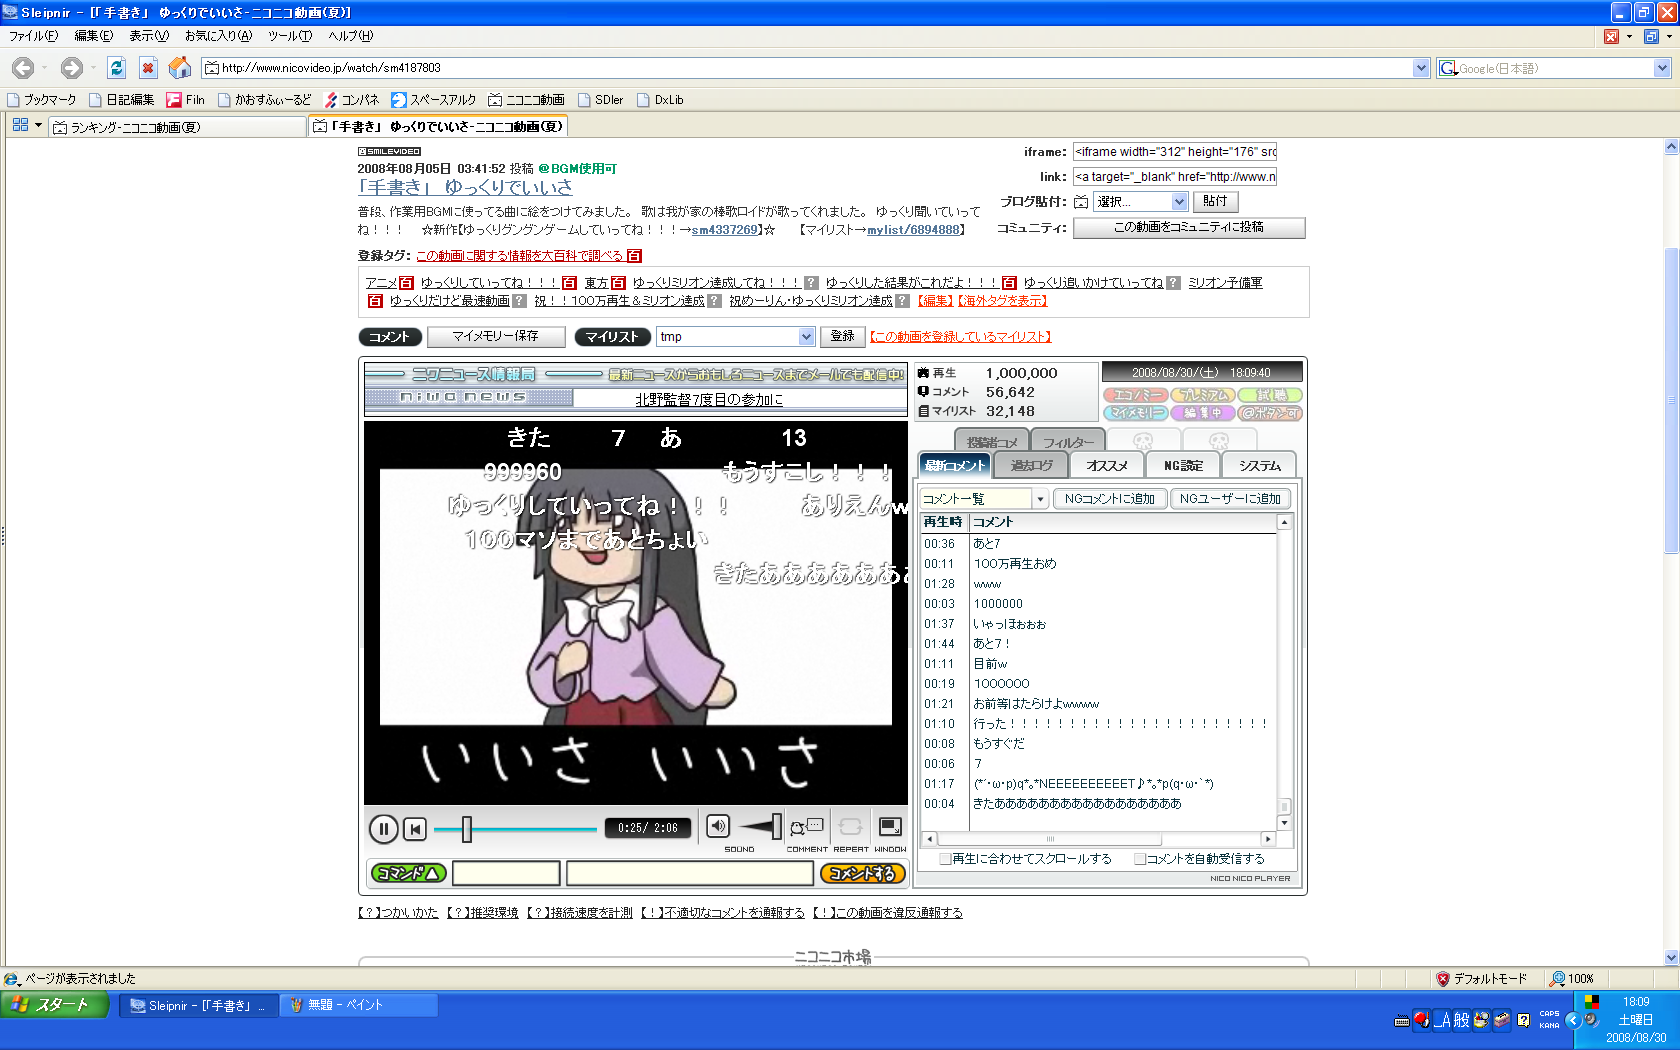 Sleipnir - [「手書き」 ゆっくりでいいさ‐ニコニコ動画(夏)]
ファイル(F) 編集(E) 表示(V) お気に入り(A) ツール(T) ヘルプ(H)
http://www.nicovideo.jp/watch/sm4187803
Google(日本語)
ブックマーク 日記編集 Filn かおすふぃーるど コンパネ スペースアルク ニコニコ動画 SDler DxLib
ランキング‐ニコニコ動画(夏)
「手書き」 ゆっくりでいいさ‐ニコニコ動画(夏)
SMILEVIDEO
2008年08月05日 03:41:52 投稿 @BGM使用可
「手書き」 ゆっくりでいいさ
普段、作業用BGMに使ってる曲に絵をつけてみました。 歌は我が家の棒歌ロイドが歌ってくれました。 ゆっくり聞いていって
ね！！！ ☆新作【ゆっくりグングンゲームしていってね！！！→sm4337269】☆ 【マイリスト→mylist/6894888】
iframe: <iframe width="312" height="176" src
link: <a target="_blank" href="http://www.n
ブログ貼付: 選択... 貼付
コミュニティ: この動画をコミュニティに投稿
登録タグ: この動画に関する情報を大百科で調べる 百
アニメ 百 ゆっくりしていってね！！！ 百 東方 百 ゆっくりミリオン達成してね！！！ ? ゆっくりした結果がこれだよ！！！ 百 ゆっくり追いかけていってね ? ミリオン予備軍
百 ゆっくりだけど最速動画 ? 祝！！100万再生＆ミリオン達成 ? 祝めーりん・ゆっくりミリオン達成 ? 【編集】【海外タグを表示】
コメント マイメモリー保存 マイリスト tmp 登録 【この動画を登録しているマイリスト】
ニワニュース情報局 最新ニュースからおもしろニュースまでメールでも配信中!
niwa news 北野監督7度目の参加に
きた 7 あ 13
999960 もうすこし！！！
ゆっくりしていってね！！！ ありえんw
100マソまであとちょい
きたああああああ
いいさ いいさ
再生 1,000,000
コメント 56,642
マイリスト 32,148
2008/08/30/(土) 18:09:40
エコノミー プレミアム 試聴
マイメモリー 編集中 @ボタン可
投稿者コメ フィルター
最新コメント 過去ログ オススメ NG設定 システム
コメント一覧 NGコメントに追加 NGユーザーに追加
再生時 コメント
00:36 あと7
00:11 100万再生おめ
01:28 www
00:03 1000000
01:37 いゃっほぉぉぉ
01:44 あと7！
01:11 目前w
00:19 1000000
01:21 お前等はたらけよwwwww
01:10 行った！！！！！！！！！！！！！！！！！！！！！！
00:08 もうすぐだ
00:06 7
01:17 (*´・ω・p)q*｡*NEEEEEEEEEET♪*｡*p(q・ω・`*)
00:04 きたあああああああああああああああああ
再生に合わせてスクロールする コメントを自動受信する
NICO NICO PLAYER
0:25/ 2:06
SOUND COMMENT REPEAT WINDOW
コマンド△ コメントする
【？】つかいかた 【？】推奨環境 【？】接続速度を計測 【！】不適切なコメントを通報する 【！】この動画を違反通報する
ニコニコ市場
ページが表示されました
デフォルトモード 100%
スタート Sleipnir - [「手書き」 ... 無題 - ペイント
A 般 CAPS KANA
18:09
土曜日
2008/08/30